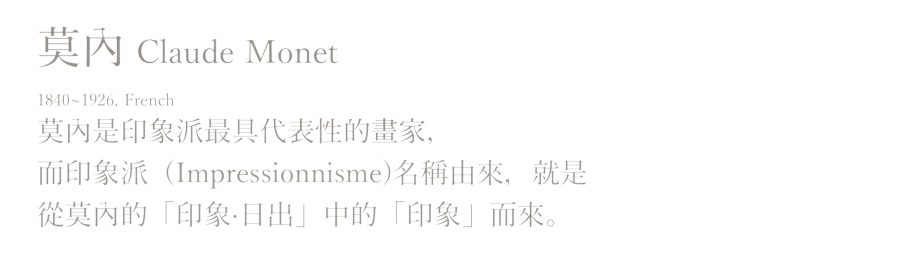 莫內 Claude Monet
1840~1926, French
莫內是印象派最具代表性的畫家,
而印象派（Impressionnisme)名稱由來，就是
從莫內的「印象·日出」中的「印象」而來。